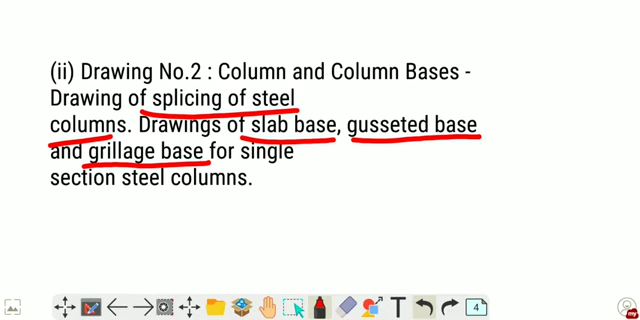 (ii) Drawing No.2 : Column and Column Bases -
Drawing of splicing of steel
columns. Drawings of slab base, gusseted base
and grillage base for single
section steel columns.
T
4
my